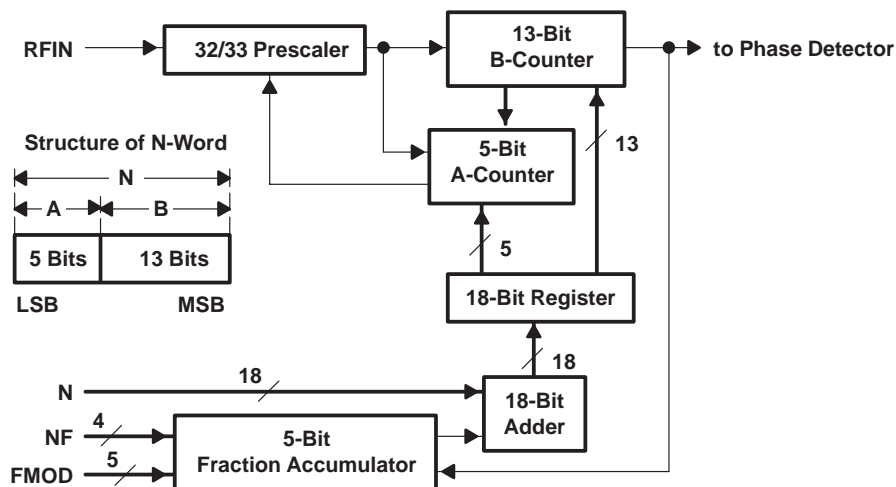 RFIN
32/33 Prescaler
13-Bit
B-Counter
to Phase Detector
Structure of N-Word
N
A
B
5 Bits
13 Bits
LSB
MSB
5-Bit
A-Counter
13
5
18-Bit Register
18
N
18
18-Bit
Adder
NF
4
5-Bit
Fraction Accumulator
FMOD
5